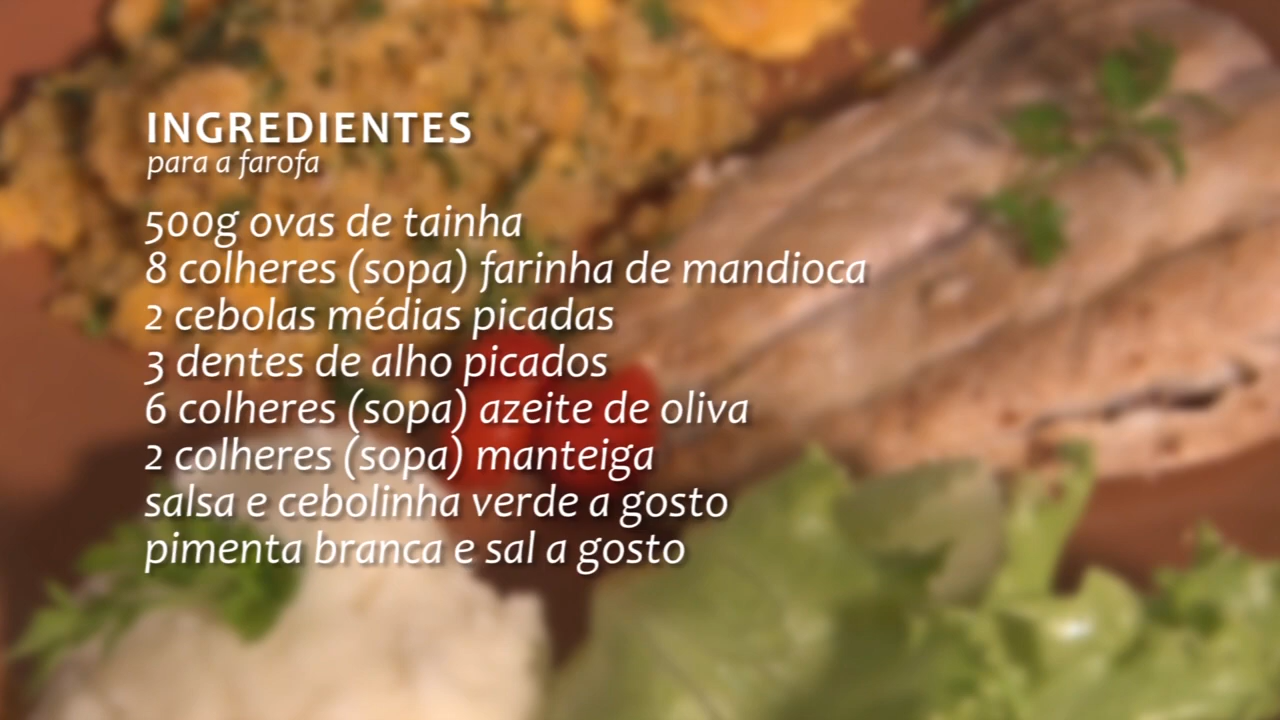 INGREDIENTES
para a farofa
500g ovas de tainha
8 colheres (sopa) farinha de mandioca
2 cebolas médias picadas
3 dentes de alho picados
6 colheres (sopa) azeite de oliva
2 colheres (sopa) manteiga
salsa e cebolinha verde a gosto
pimenta branca e sal a gosto